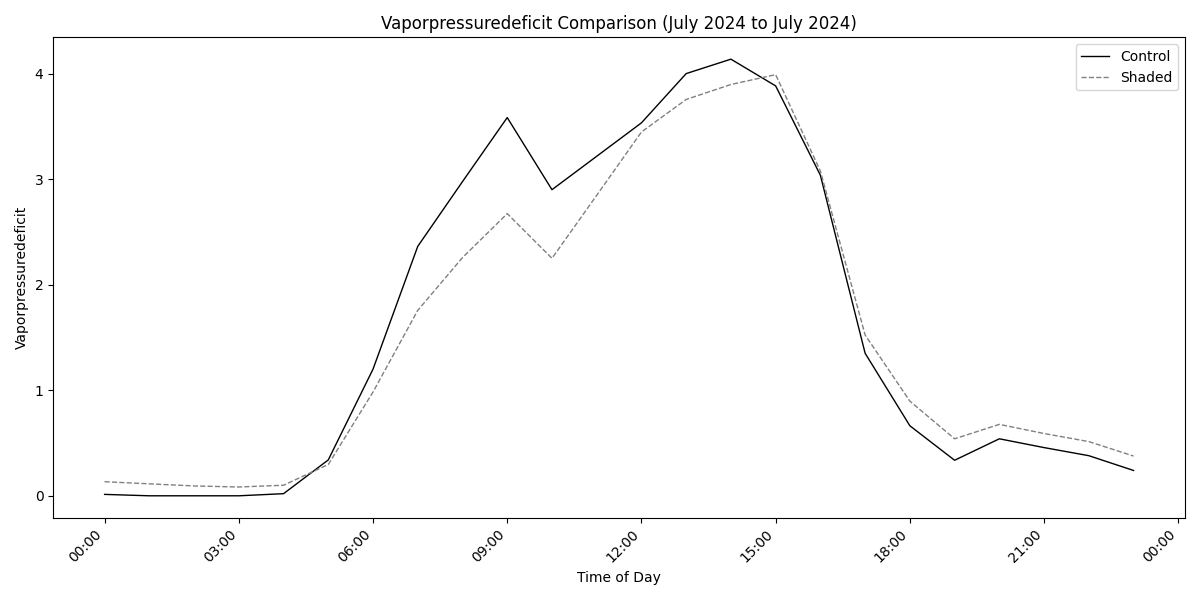 Vaporpressuredeficit Comparison (July 2024 to July 2024)
Control
Shaded
Vaporpressuredeficit
4
3
2
1
0
00:00
03:00
06:00
09:00
12:00
15:00
18:00
21:00
00:00
Time of Day